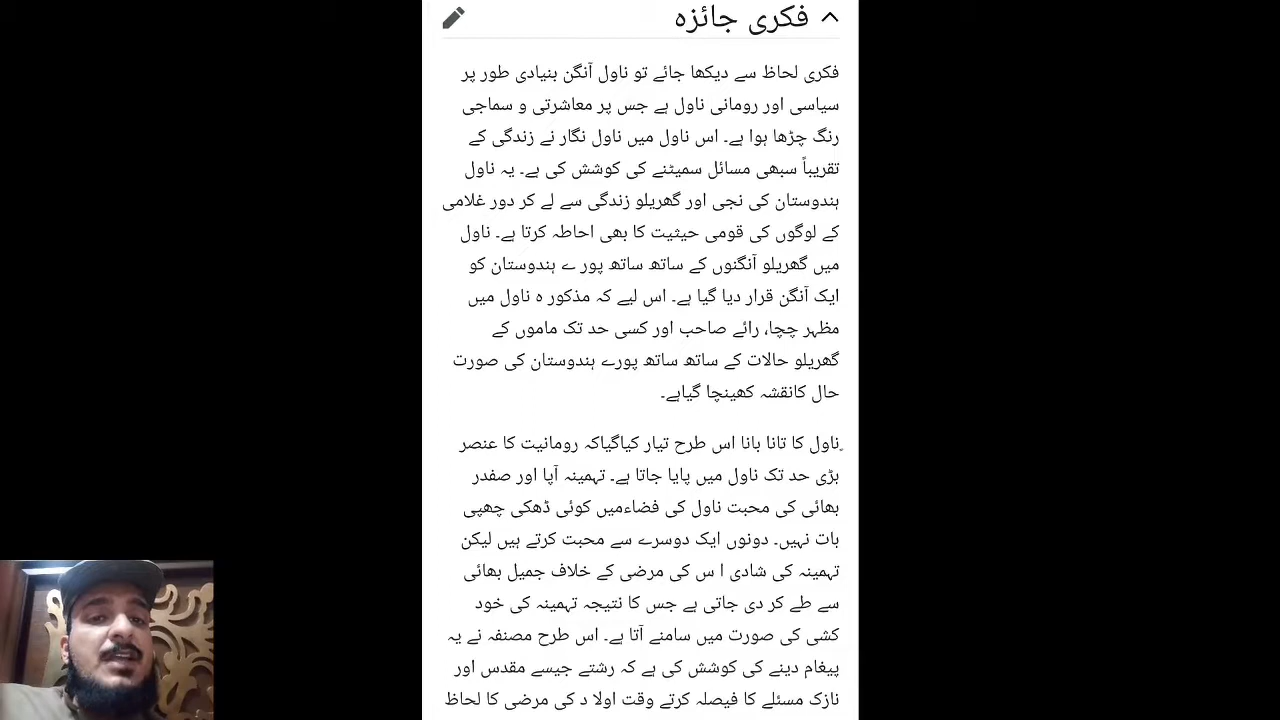 فکری جائزہ
فکری لحاظ سے دیکھا جائے تو ناول آنگن بنیادی طور پر
سیاسی اور رومانی ناول ہے جس پر معاشرتی و سماجی
رنگ چڑھا ہوا ہے۔ اس ناول میں ناول نگار نے زندگی کے
تقریباً سبھی مسائل سمیٹنے کی کوشش کی ہے۔ یہ ناول
ہندوستان کی نجی اور گھریلو زندگی سے لے کر دور غلامی
کے لوگوں کی قومی حیثیت کا بھی احاطہ کرتا ہے۔ ناول
میں گھریلو آنگنوں کے ساتھ ساتھ پور ے ہندوستان کو
ایک آنگن قرار دیا گیا ہے۔ اس لیے کہ مذکور ہ ناول میں
مظہر چچا، رائے صاحب اور کسی حد تک ماموں کے
گھریلو حالات کے ساتھ ساتھ پورے ہندوستان کی صورت
حال کانقشہ کھینچا گیاہے۔
ٕناول کا تانا بانا اس طرح تیار کیاگیاکہ رومانیت کا عنصر
بڑی حد تک ناول میں پایا جاتا ہے۔ تہمینہ آپا اور صفدر
بھائی کی محبت ناول کی فضاءمیں کوئی ڈھکی چھپی
بات نہیں۔ دونوں ایک دوسرے سے محبت کرتے ہیں لیکن
تہمینہ کی شادی ا س کی مرضی کے خلاف جمیل بھائی
سے طے کر دی جاتی ہے جس کا نتیجہ تہمینہ کی خود
کشی کی صورت میں سامنے آتا ہے۔ اس طرح مصنفہ نے یہ
پیغام دینے کی کوشش کی ہے کہ رشتے جیسے مقدس اور
نازک مسئلے کا فیصلہ کرتے وقت اولا د کی مرضی کا لحاظ